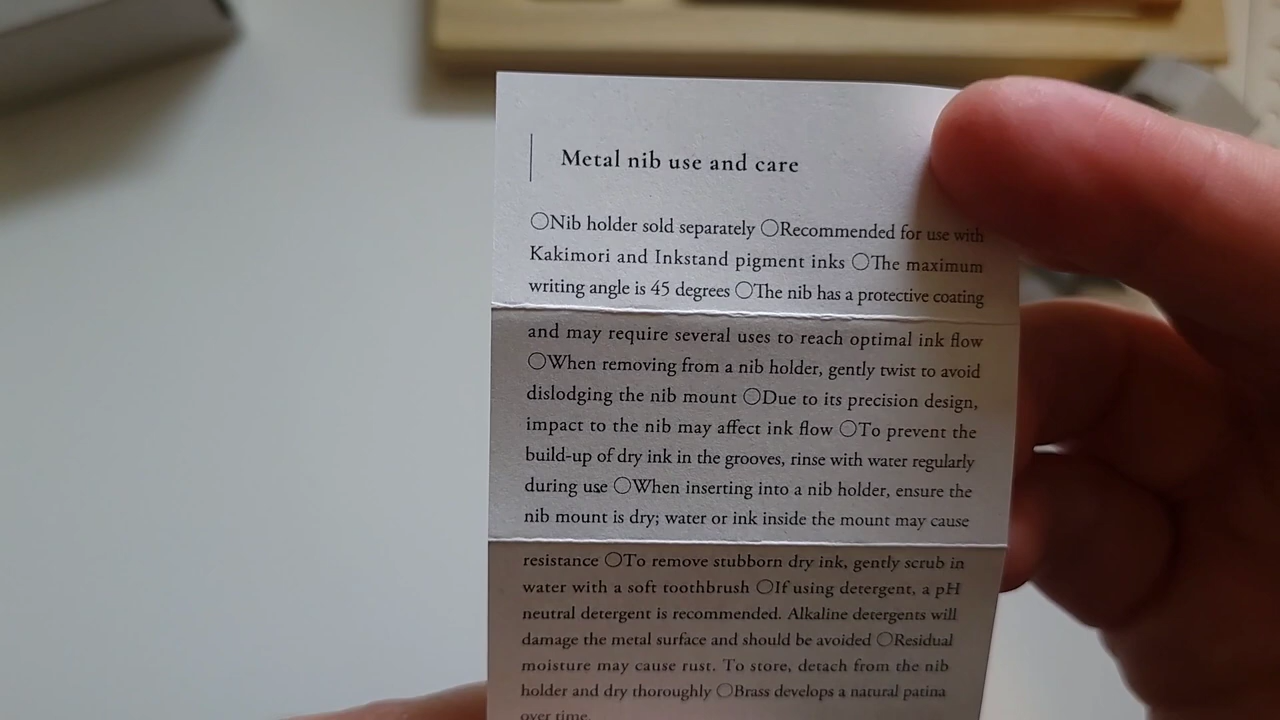 Metal nib use and care
○Nib holder sold separately ○Recommended for use with
Kakimori and Inkstand pigment inks ○The maximum
writing angle is 45 degrees ○The nib has a protective coating
and may require several uses to reach optimal ink flow
○When removing from a nib holder, gently twist to avoid
dislodging the nib mount ○Due to its precision design,
impact to the nib may affect ink flow ○To prevent the
build-up of dry ink in the grooves, rinse with water regularly
during use ○When inserting into a nib holder, ensure the
nib mount is dry; water or ink inside the mount may cause
resistance ○To remove stubborn dry ink, gently scrub in
water with a soft toothbrush ○If using detergent, a pH
neutral detergent is recommended. Alkaline detergents will
damage the metal surface and should be avoided ○Residual
moisture may cause rust. To store, detach from the nib
holder and dry thoroughly ○Brass develops a natural patina
over time.